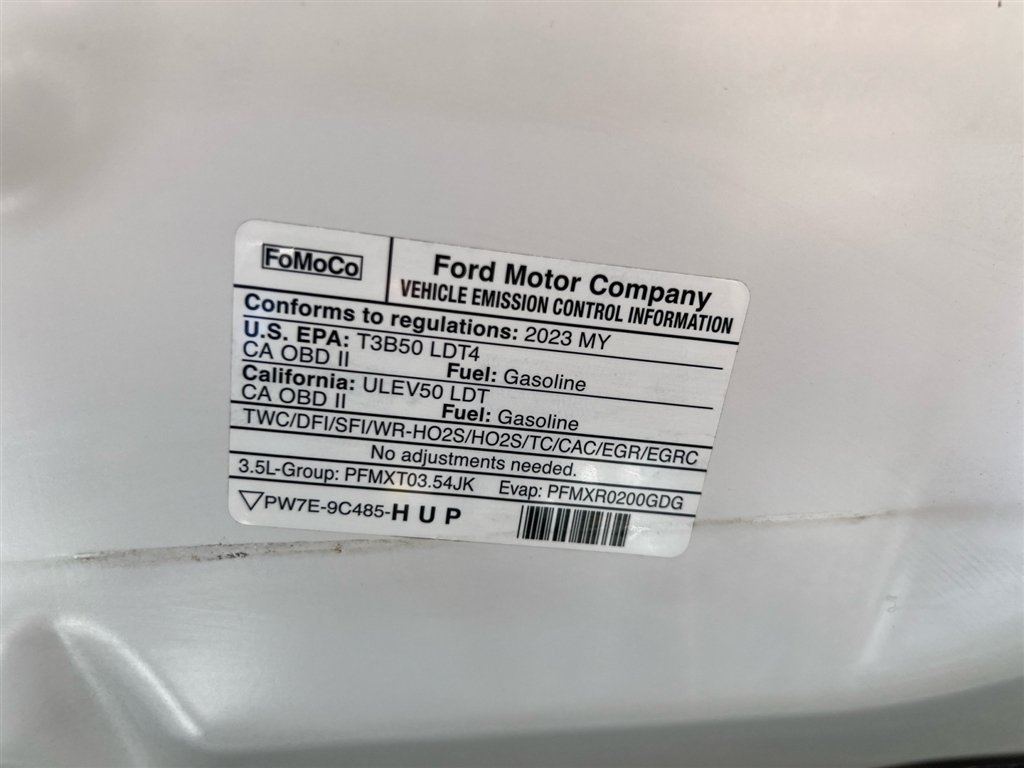 FoMoCo
Ford Motor Company
VEHICLE EMISSION CONTROL INFORMATION
Conforms to regulations: 2023 MY
U.S. EPA: T3B50 LDT4
CA OBD II Fuel: Gasoline
California: ULEV50 LDT
CA OBD II Fuel: Gasoline
TWC/DFI/SFI/WR-HO2S/HO2S/TC/CAC/EGR/EGRC
No adjustments needed.
3.5L-Group: PFMXT03.54JK Evap: PFMXR0200GDG
PW7E-9C485-HUP